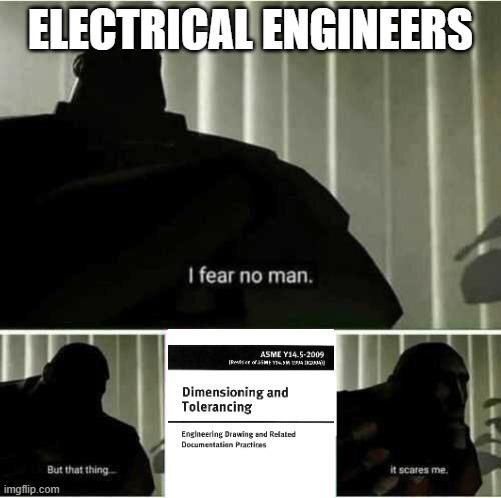 ELECTRICAL ENGINEERS
I fear no man.
But that thing...
ASME Y14.5-2009
[Revision of ASME Y14.5M-1994 (R2004)]
Dimensioning and
Tolerancing
Engineering Drawing and Related
Documentation Practices
it scares me.
imgflip.com